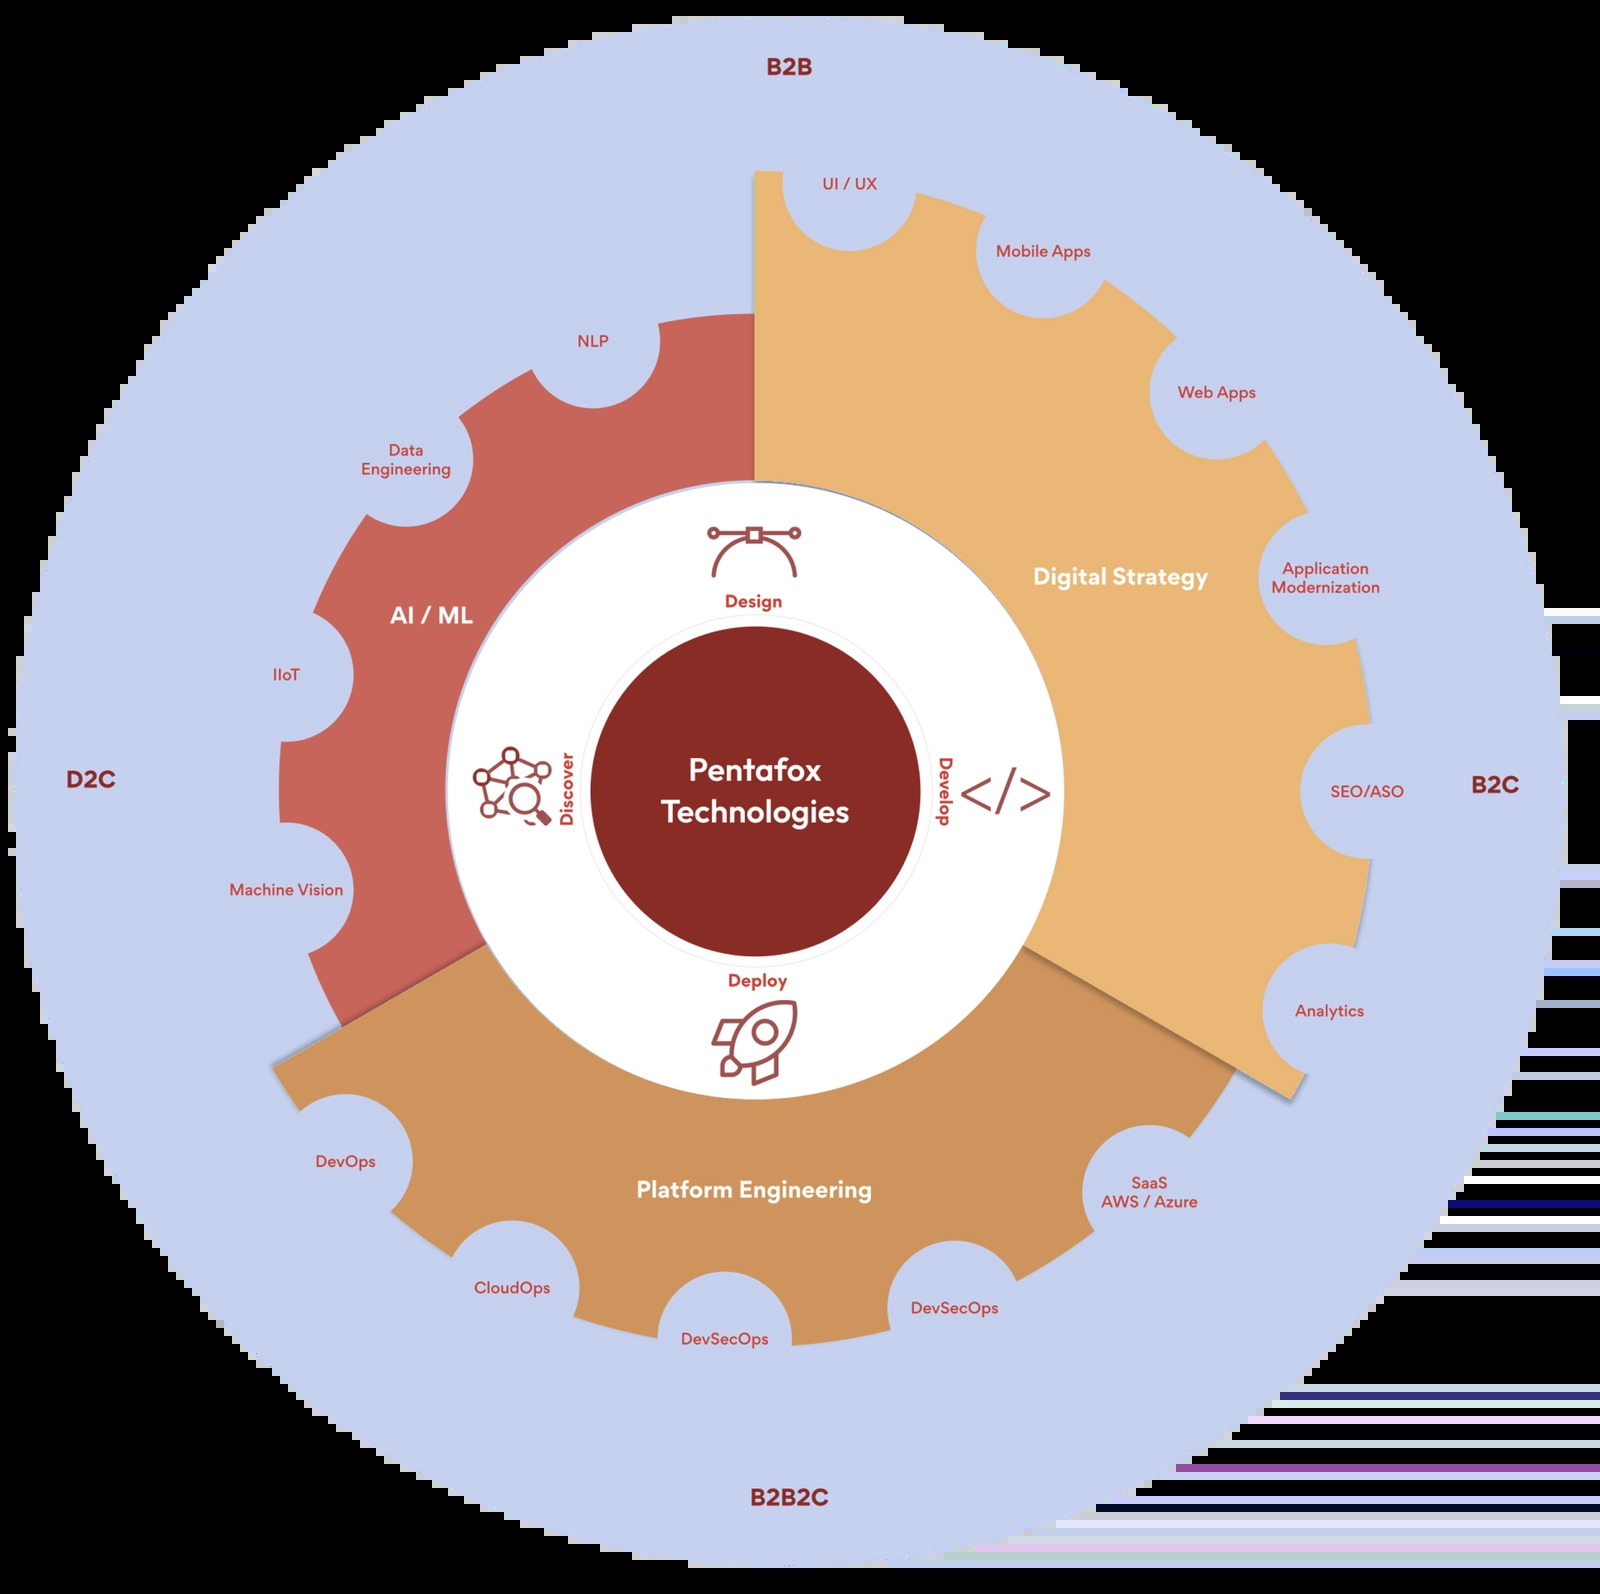 B2B
UI / UX
Mobile Apps
Web Apps
Application
Modernization
SEO/ASO
Analytics
Digital Strategy
B2C
NLP
Data
Engineering
IIoT
Machine Vision
AI / ML
D2C
Design
Discover
Pentafox
Technologies
Develop
</>
Deploy
Platform Engineering
DevOps
CloudOps
DevSecOps
DevSecOps
SaaS
AWS / Azure
B2B2C